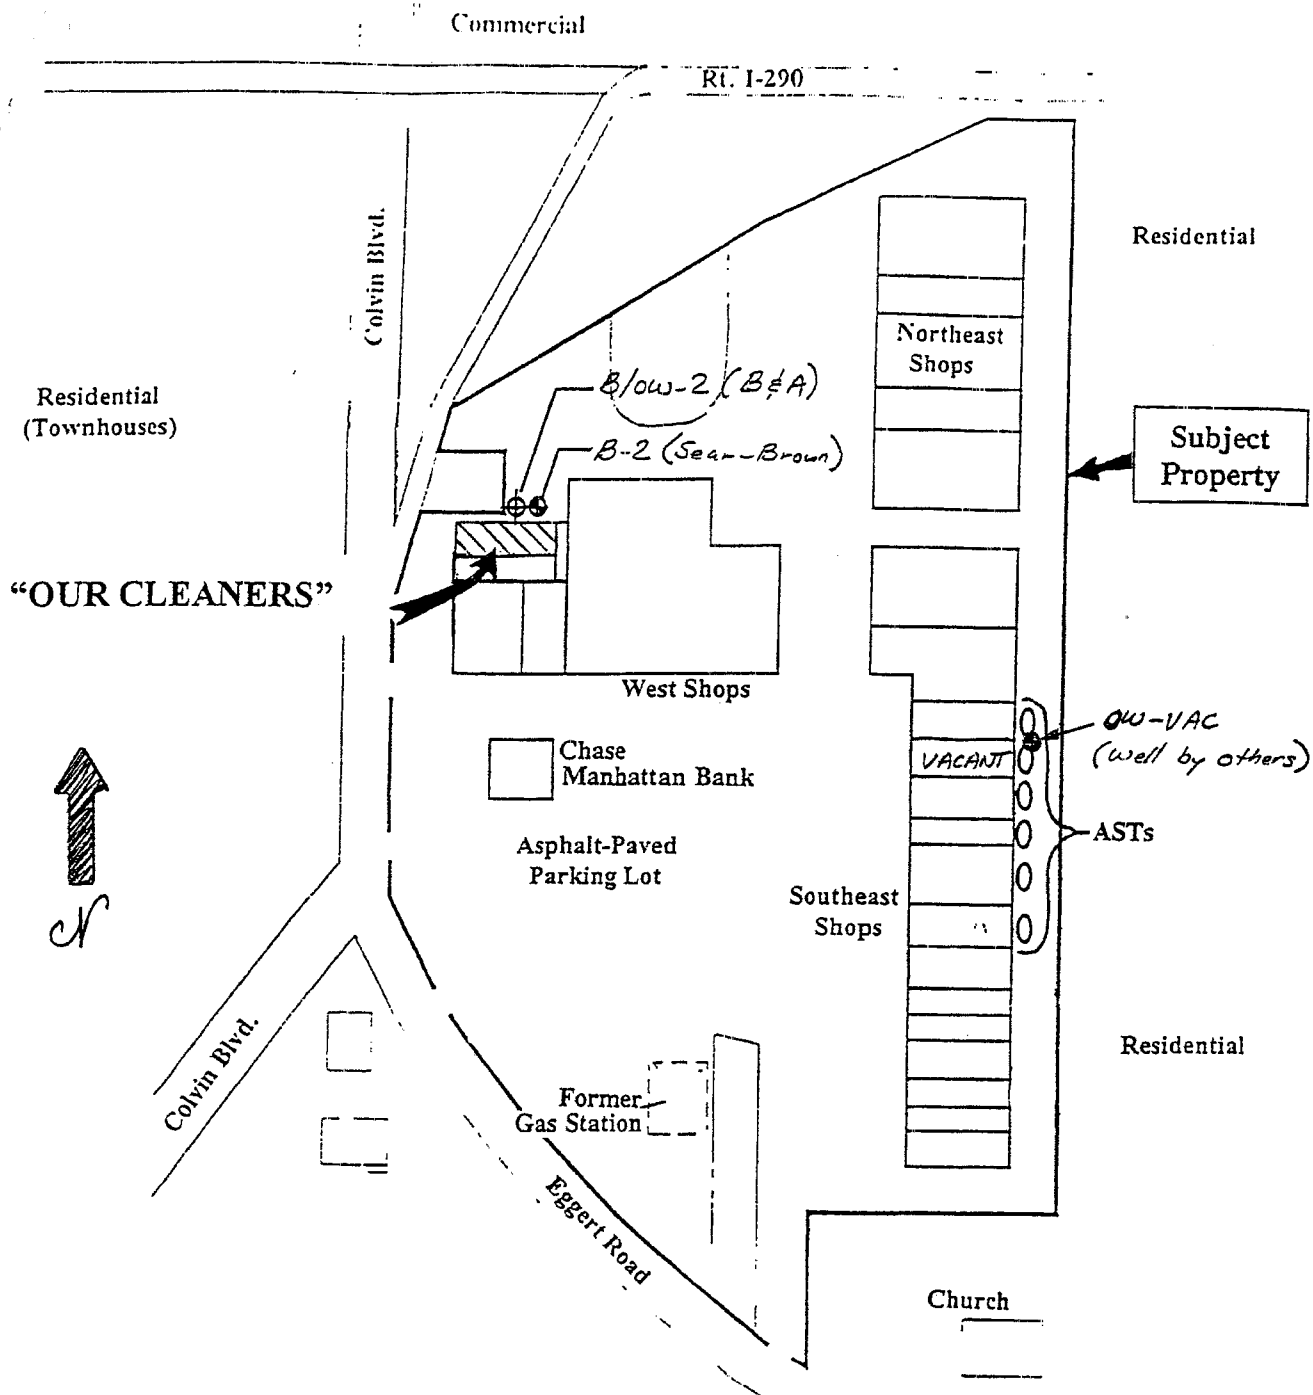 Commercial
Rt. I-290
Colvin Blvd.
Residential
Northeast
Shops
Residential
(Townhouses)
B/OW-2 (B&A)
B-2 (Sear-Brown)
Subject
Property
“OUR CLEANERS”
West Shops
OW-VAC
(Well by others)
VACANT
Chase
Manhattan Bank
ASTs
Asphalt-Paved
Parking Lot
Southeast
Shops
N
Colvin Blvd.
Residential
Former
Gas Station
Eggert Road
Church